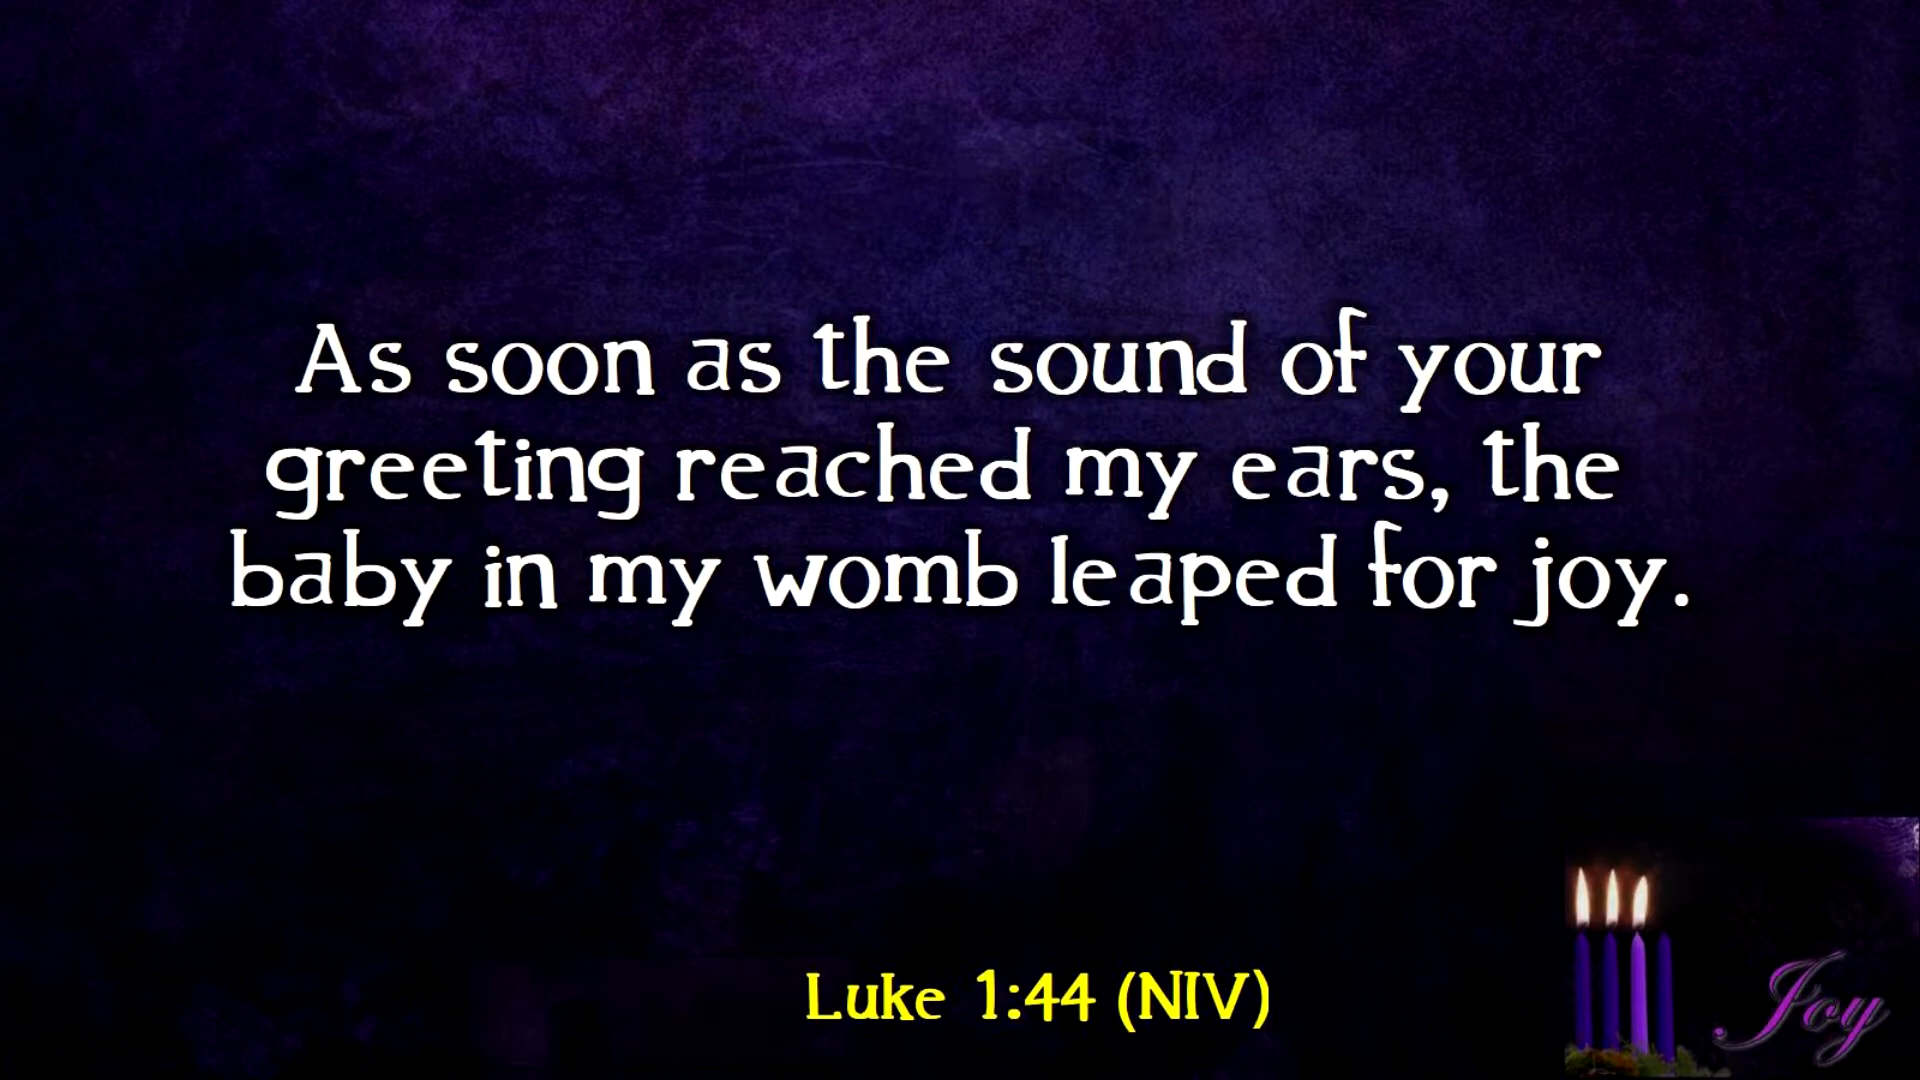 As soon as the sound of your
greeting reached my ears, the
baby in my womb leaped for joy.
Luke 1:44 (NIV)
Joy